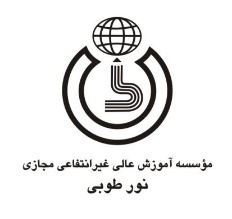 مؤسسه آموزش عالی غیرانتفاعی مجازی
نور طوبی